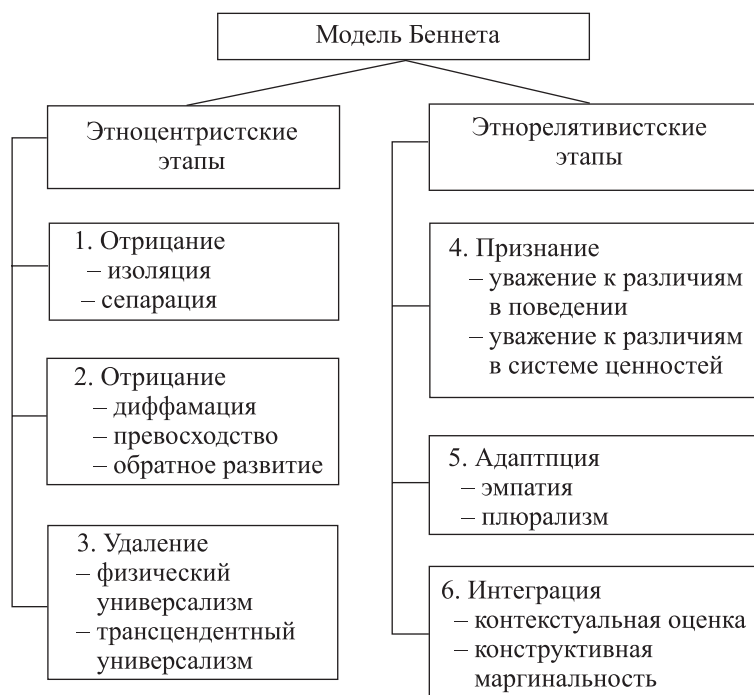 Модель Беннета
Этноцентристские
этапы
1. Отрицание
– изоляция
– сепарация
2. Отрицание
– диффамация
– превосходство
– обратное развитие
3. Удаление
– физический
универсализм
– трансцендентный
универсализм
Этнорелятивистские
этапы
4. Признание
– уважение к различиям
в поведении
– уважение к различиям
в системе ценностей
5. Адаптпция
– эмпатия
– плюрализм
6. Интеграция
– контекстуальная оценка
– конструктивная
маргинальность